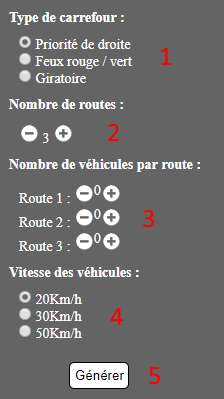 Type de carrefour :
Priorité de droite
Feux rouge / vert 1
Giratoire
Nombre de routes :
3 2
Nombre de véhicules par route :
Route 1 : 0
Route 2 : 0 3
Route 3 : 0
Vitesse des véhicules :
20Km/h
30Km/h 4
50Km/h
Générer 5